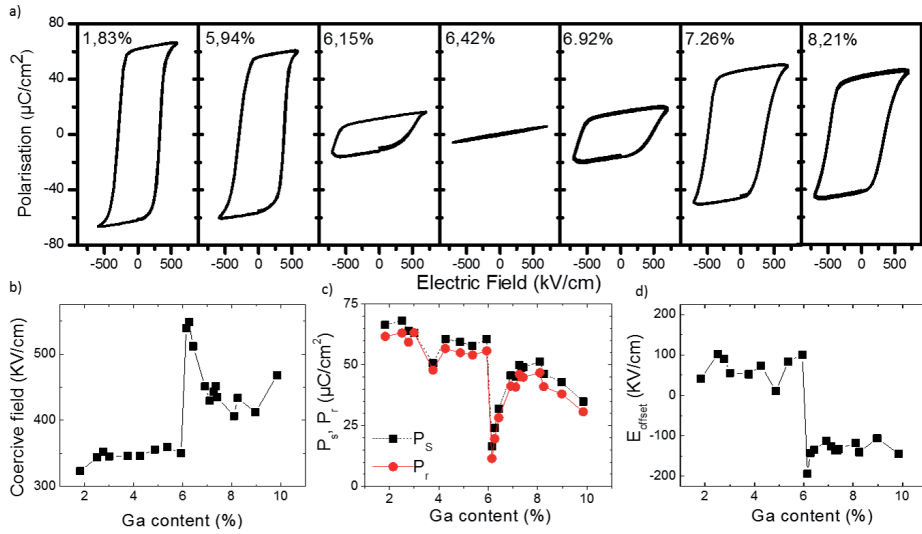 a)
1,83% 5,94% 6,15% 6,42% 6.92% 7.26% 8,21%
80
40
0
-40
-80
Polarisation (µC/cm²)
-500 0 500 -500 0 500 -500 0 500 -500 0 500 -500 0 500 -500 0 500 -500 0 500
Electric Field (kV/cm)
b)
500
400
300
Coercive field (KV/cm)
2 4 6 8 10
Ga content (%)
c)
75
50
25
0
Pₛ, Pᵣ (µC/cm²)
P_S
P_r
0 2 4 6 8 10
Ga content (%)
d)
200
100
0
-100
-200
E_offset (KV/cm)
2 4 6 8 10
Ga content (%)